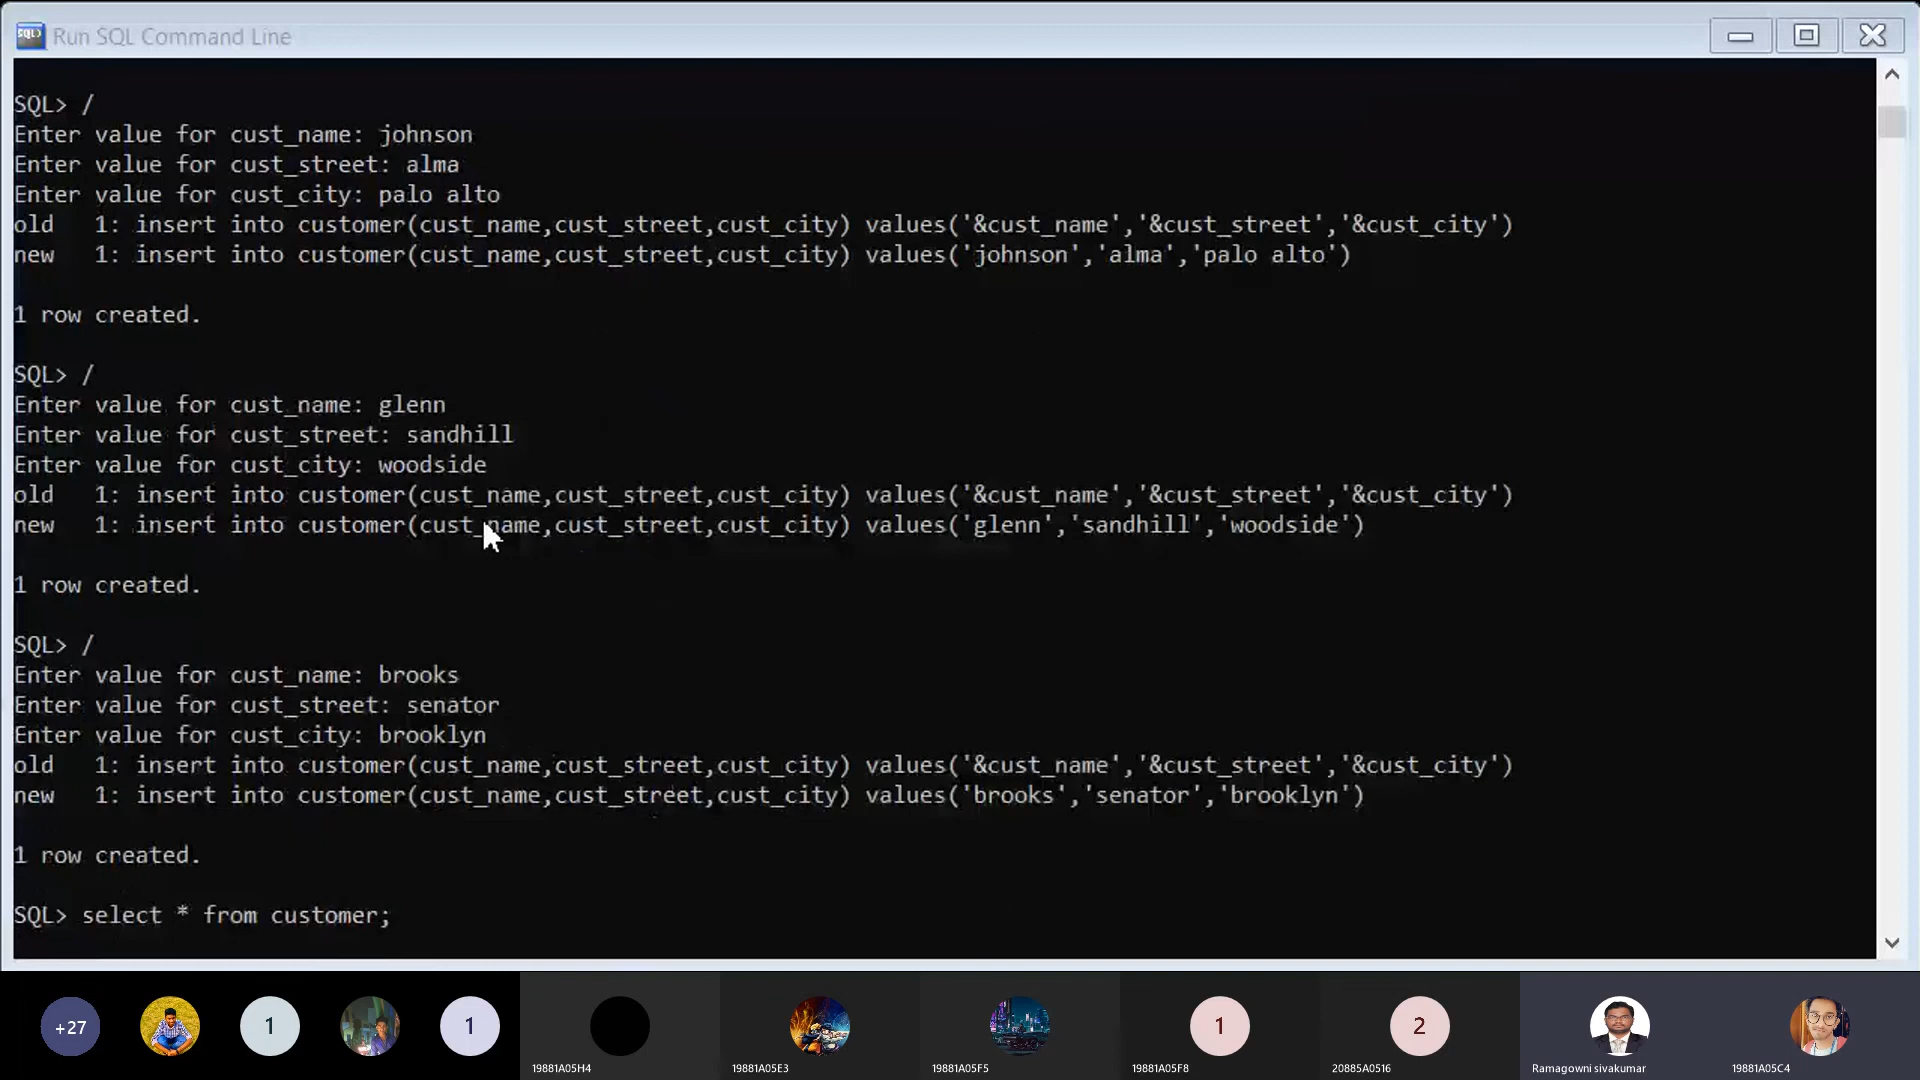 Run SQL Command Line
SQL> /
Enter value for cust_name: johnson
Enter value for cust_street: alma
Enter value for cust_city: palo alto
old   1: insert into customer(cust_name,cust_street,cust_city) values('&cust_name','&cust_street','&cust_city')
new   1: insert into customer(cust_name,cust_street,cust_city) values('johnson','alma','palo alto')
1 row created.
SQL> /
Enter value for cust_name: glenn
Enter value for cust_street: sandhill
Enter value for cust_city: woodside
old   1: insert into customer(cust_name,cust_street,cust_city) values('&cust_name','&cust_street','&cust_city')
new   1: insert into customer(cust_name,cust_street,cust_city) values('glenn','sandhill','woodside')
1 row created.
SQL> /
Enter value for cust_name: brooks
Enter value for cust_street: senator
Enter value for cust_city: brooklyn
old   1: insert into customer(cust_name,cust_street,cust_city) values('&cust_name','&cust_street','&cust_city')
new   1: insert into customer(cust_name,cust_street,cust_city) values('brooks','senator','brooklyn')
1 row created.
SQL> select * from customer;
+27 1 1 1 2
19881A05H4 19881A05E3 19881A05F5 19881A05F8 20885A0516 Ramagowni sivakumar 19881A05C4